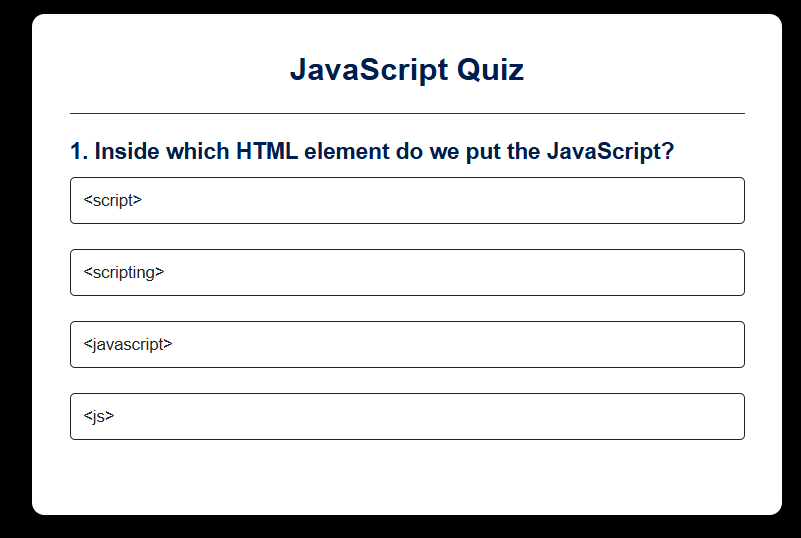 JavaScript Quiz
1. Inside which HTML element do we put the JavaScript?
<script>
<scripting>
<javascript>
<js>